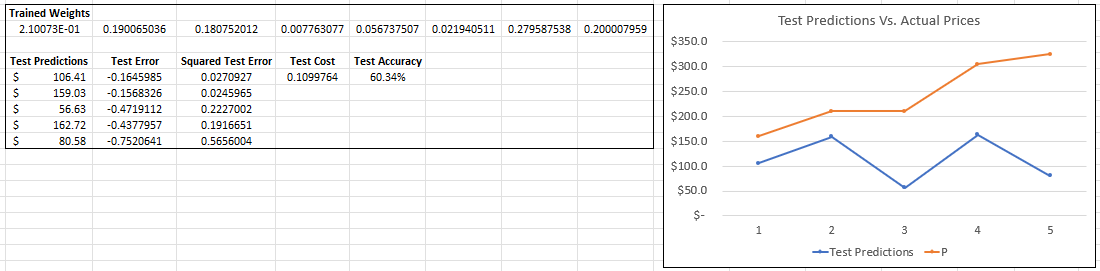 Trained Weights
2.10073E-01 0.190065036 0.180752012 0.007763077 0.056737507 0.021940511 0.279587538 0.200007959
Test Predictions Test Error Squared Test Error Test Cost Test Accuracy
$ 106.41 -0.1645985 0.0270927 0.1099764 60.34%
$ 159.03 -0.1568326 0.0245965
$ 56.63 -0.4719112 0.2227002
$ 162.72 -0.4377957 0.1916651
$ 80.58 -0.7520641 0.5656004
Test Predictions Vs. Actual Prices
$350.0
$300.0
$250.0
$200.0
$150.0
$100.0
$50.0
$-
1 2 3 4 5
Test Predictions P